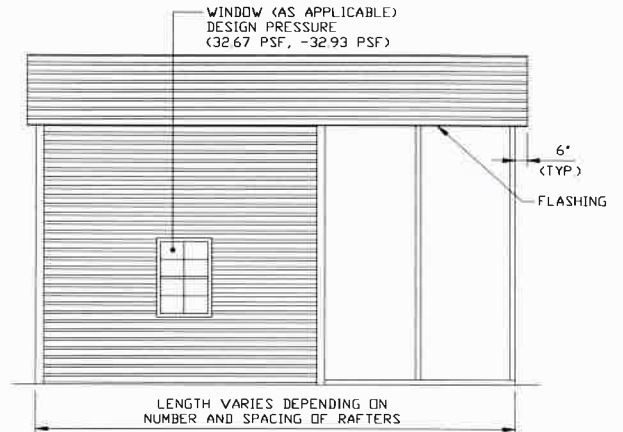 WINDOW (AS APPLICABLE)
DESIGN PRESSURE
(32.67 PSF, -32.93 PSF)
6"
(TYP.)
FLASHING
LENGTH VARIES DEPENDING ON
NUMBER AND SPACING OF RAFTERS